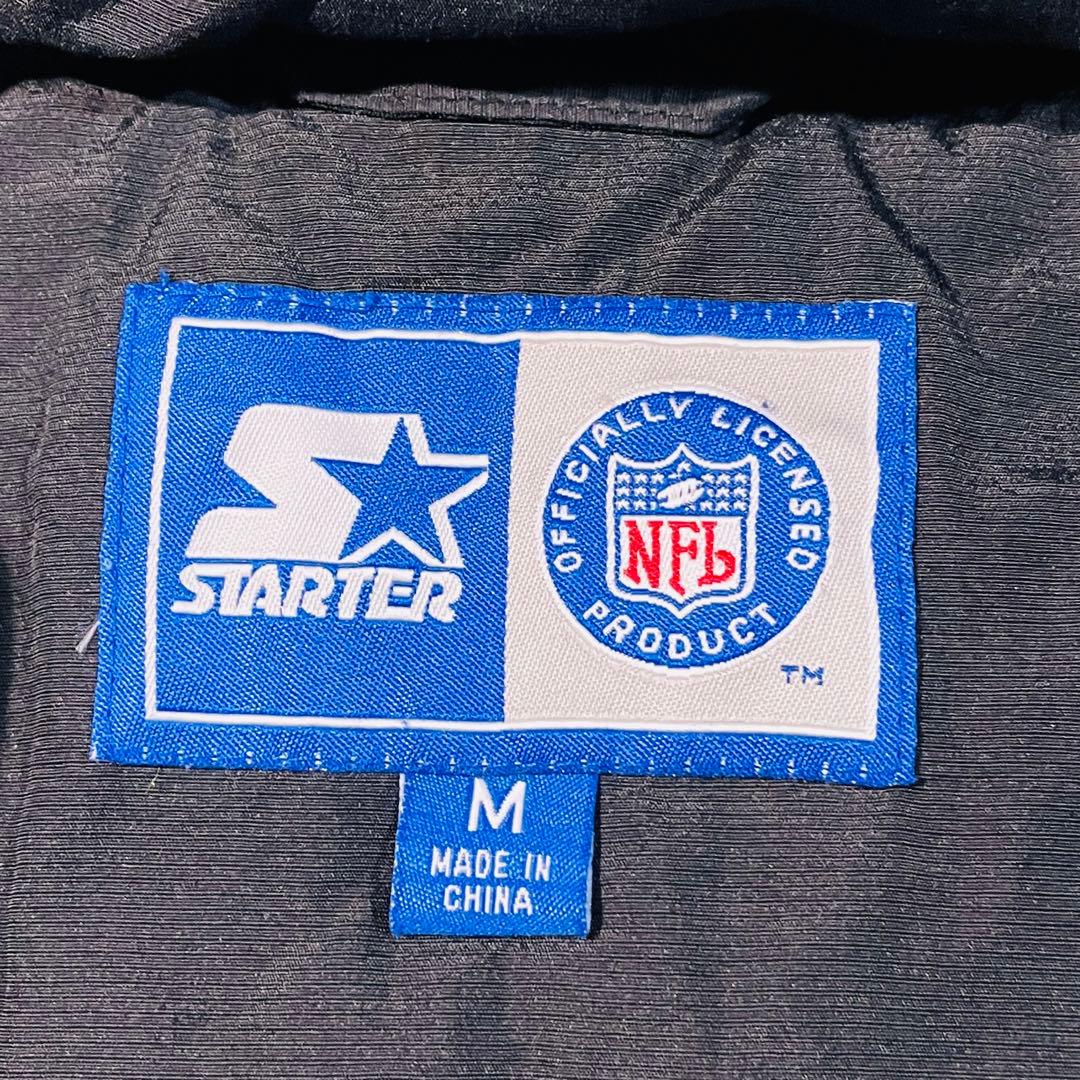 STARTER
OFFICIALLY LICENSED
NFL
PRODUCT
TM
M
MADE IN
CHINA